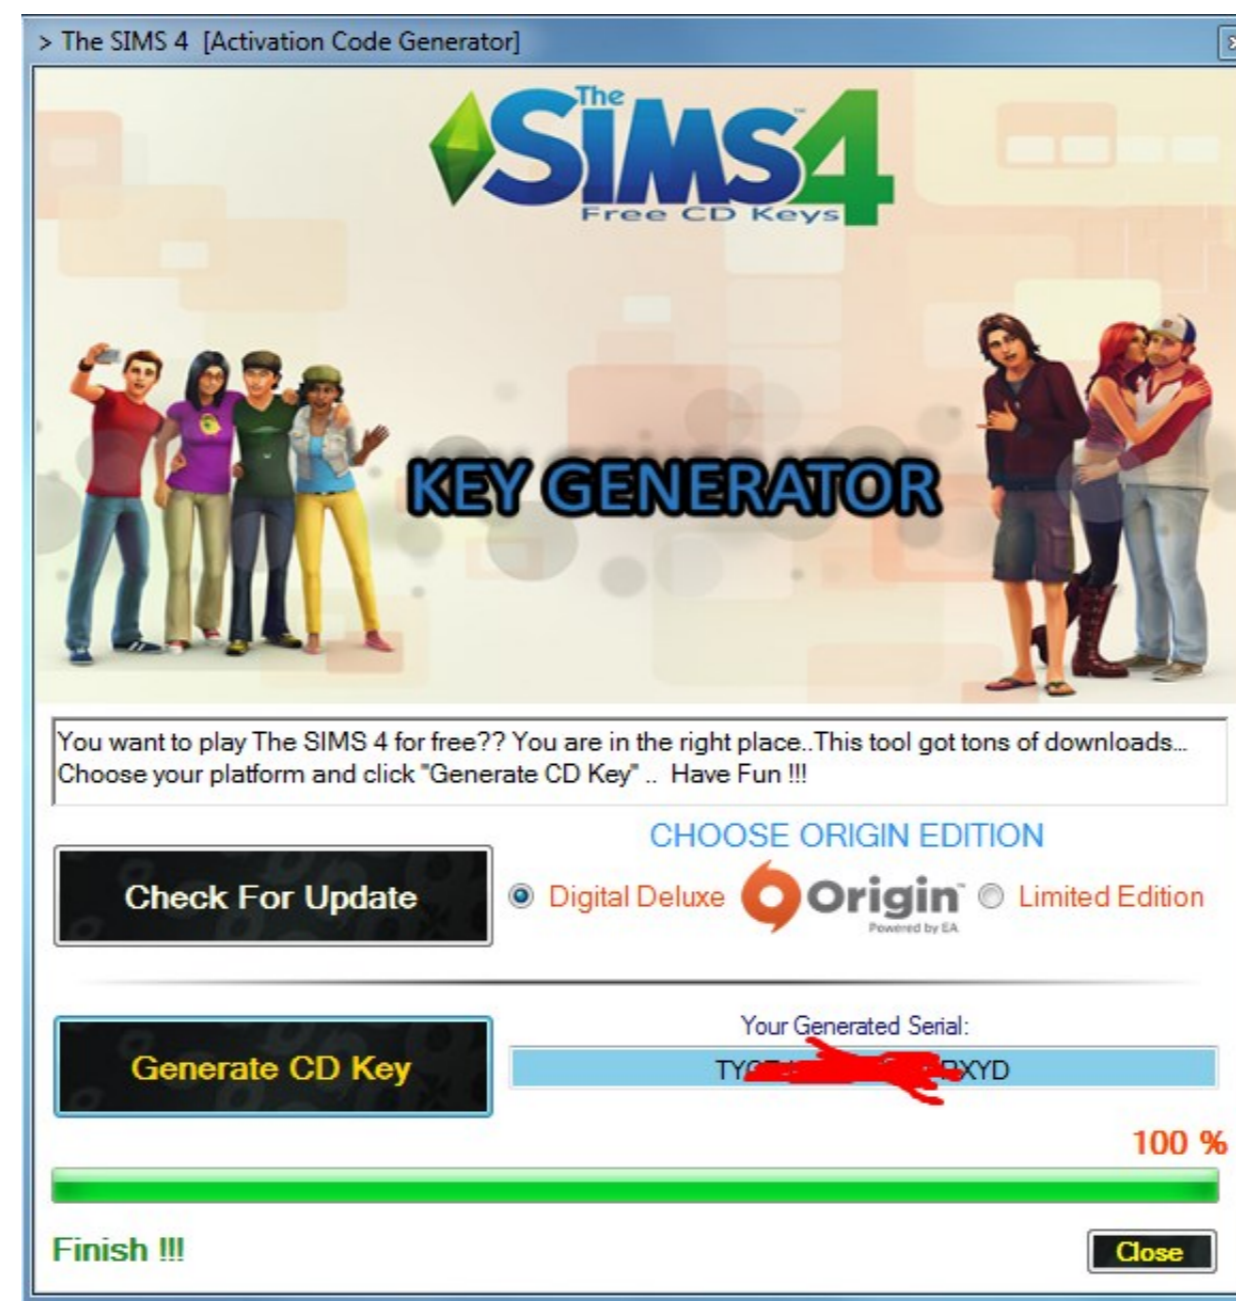 > The SIMS 4 [Activation Code Generator]
The
SIMS 4
Free CD Keys
KEY GENERATOR
You want to play The SIMS 4 for free?? You are in the right place..This tool got tons of downloads...
Choose your platform and click "Generate CD Key" .. Have Fun !!!
CHOOSE ORIGIN EDITION
Check For Update
Digital Deluxe
Origin
Powered by EA
Limited Edition
Your Generated Serial:
Generate CD Key
100 %
Finish !!!
Close